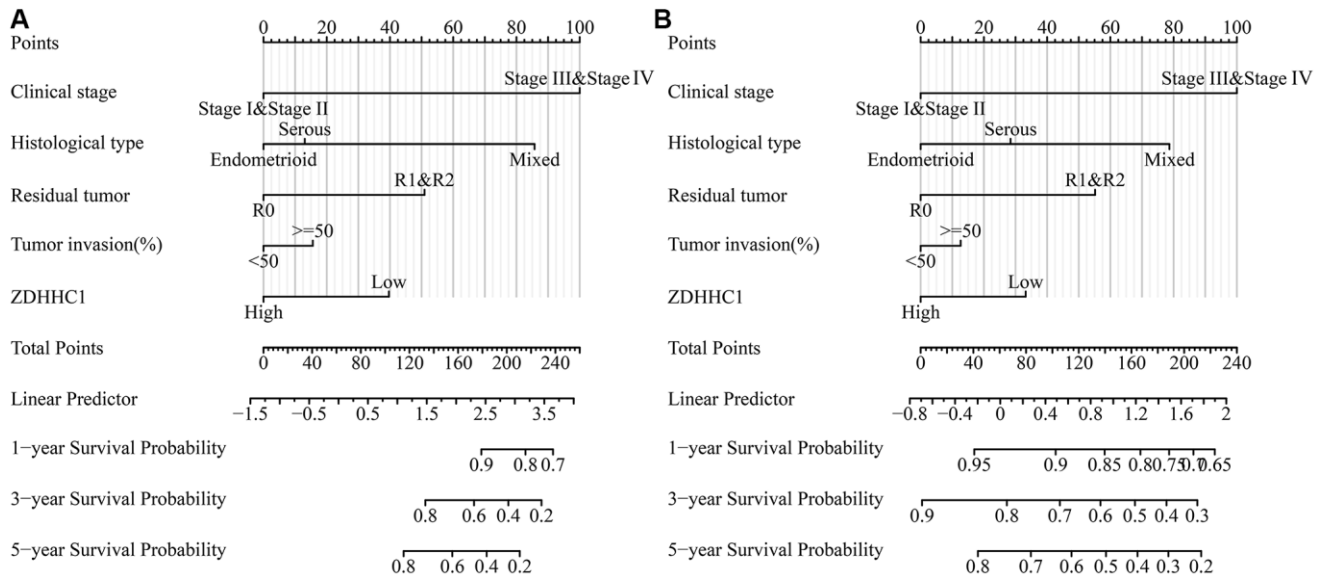 A
Points
0 20 40 60 80 100
Clinical stage
Stage III&Stage IV
Stage I&Stage II
Histological type
Serous
Endometrioid Mixed
Residual tumor
R1&R2
R0
Tumor invasion(%)
>=50
<50
ZDHHC1
Low
High
Total Points
0 40 80 120 160 200 240
Linear Predictor
−1.5 −0.5 0.5 1.5 2.5 3.5
1−year Survival Probability
0.9 0.8 0.7
3−year Survival Probability
0.8 0.6 0.4 0.2
5−year Survival Probability
0.8 0.6 0.4 0.2
B
Points
0 20 40 60 80 100
Clinical stage
Stage III&Stage IV
Stage I&Stage II
Histological type
Serous
Endometrioid Mixed
Residual tumor
R1&R2
R0
Tumor invasion(%)
>=50
<50
ZDHHC1
Low
High
Total Points
0 40 80 120 160 200 240
Linear Predictor
−0.8 −0.4 0 0.4 0.8 1.2 1.6 2
1−year Survival Probability
0.95 0.9 0.85 0.8 0.75 0.7 0.65
3−year Survival Probability
0.9 0.8 0.7 0.6 0.5 0.4 0.3
5−year Survival Probability
0.8 0.7 0.6 0.5 0.4 0.3 0.2